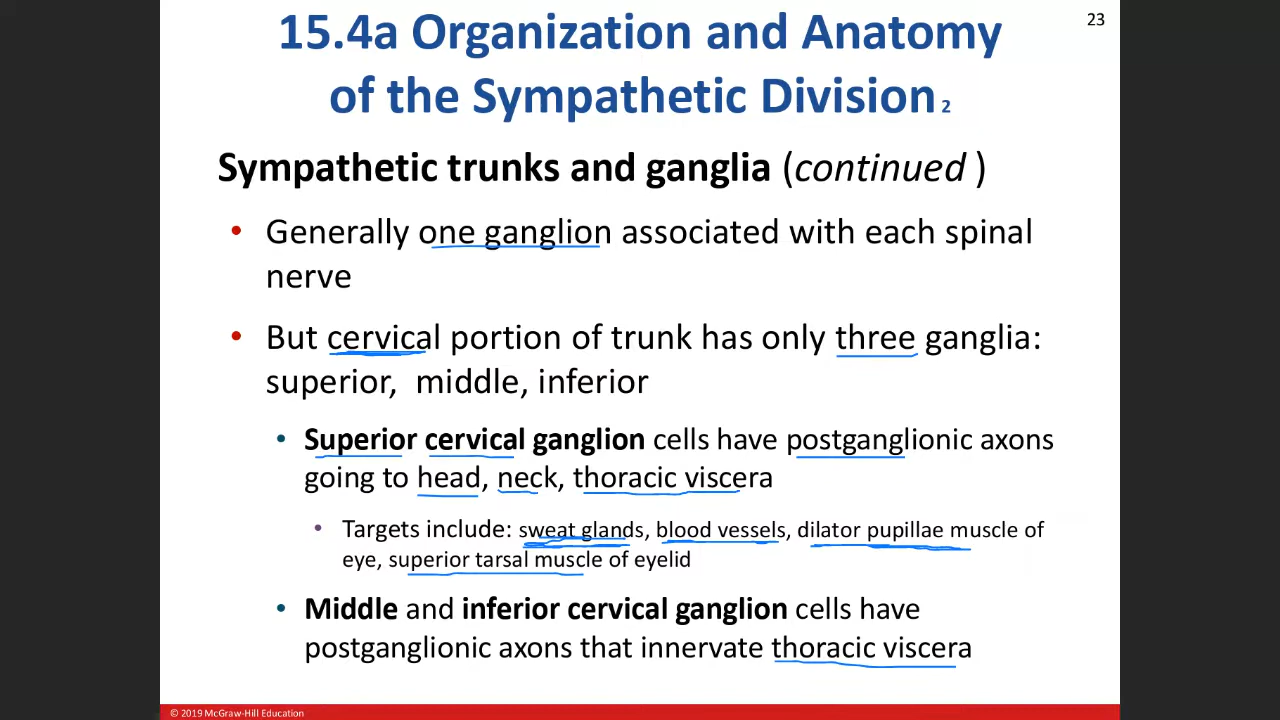 23
15.4a Organization and Anatomy
of the Sympathetic Division 2
Sympathetic trunks and ganglia (continued )
• Generally one ganglion associated with each spinal
nerve
• But cervical portion of trunk has only three ganglia:
superior, middle, inferior
• Superior cervical ganglion cells have postganglionic axons
going to head, neck, thoracic viscera
• Targets include: sweat glands, blood vessels, dilator pupillae muscle of
eye, superior tarsal muscle of eyelid
• Middle and inferior cervical ganglion cells have
postganglionic axons that innervate thoracic viscera
© 2019 McGraw-Hill Education